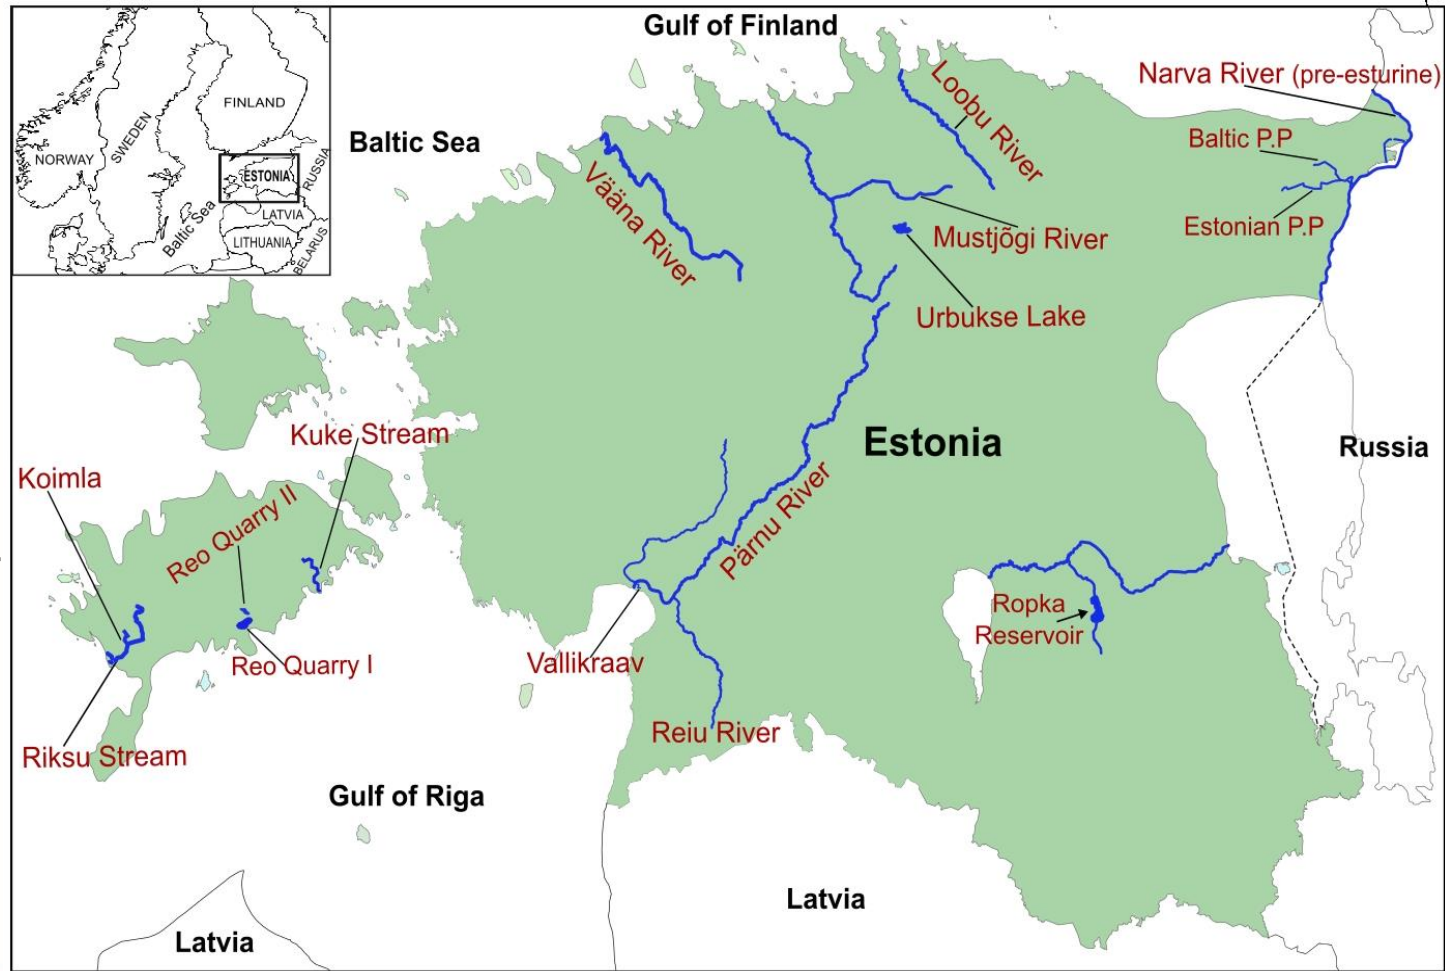 Gulf of Finland
NORWAY
SWEDEN
FINLAND
ESTONIA
RUSSIA
Baltic Sea
LATVIA
LITHUANIA
BELARUS
Baltic Sea
Vääna River
Loobu River
Narva River (pre-esturine)
Baltic P.P
Estonian P.P
Mustjõgi River
Urbukse Lake
Estonia
Russia
Kuke Stream
Koimla
Reo Quarry II
Pärnu River
Ropka
Reservoir
Reo Quarry I
Vallikraav
Riksu Stream
Reiu River
Gulf of Riga
Latvia
Latvia